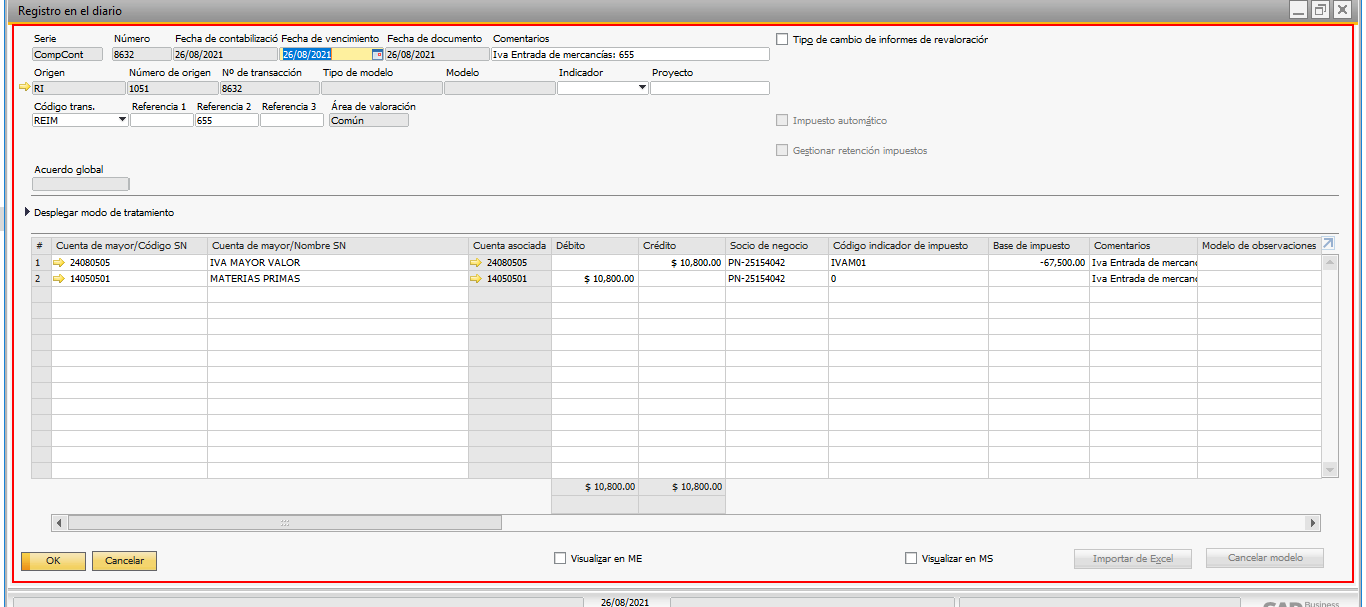 Registro en el diario
Serie Número Fecha de contabilizació Fecha de vencimiento Fecha de documento Comentarios
CompCont 8632 26/08/2021 26/08/2021 26/08/2021 Iva Entrada de mercancías: 655
Tipo de cambio de informes de revaloraciór
Origen Número de origen Nº de transacción Tipo de modelo Modelo Indicador Proyecto
RI 1051 8632
Código trans. Referencia 1 Referencia 2 Referencia 3 Área de valoración
REIM 655 Común
Impuesto automático
Gestionar retención impuestos
Acuerdo global
Desplegar modo de tratamiento
# Cuenta de mayor/Código SN Cuenta de mayor/Nombre SN Cuenta asociada Débito Crédito Socio de negocio Código indicador de impuesto Base de impuesto Comentarios Modelo de observaciones
1 24080505 IVA MAYOR VALOR 24080505 $ 10,800.00 PN-25154042 IVAM01 -67,500.00 Iva Entrada de mercanc
2 14050501 MATERIAS PRIMAS 14050501 $ 10,800.00 PN-25154042 0 Iva Entrada de mercanc
$ 10,800.00 $ 10,800.00
OK Cancelar Visualizar en ME Visualizar en MS Importar de Excel Cancelar modelo
26/08/2021 SAP Business